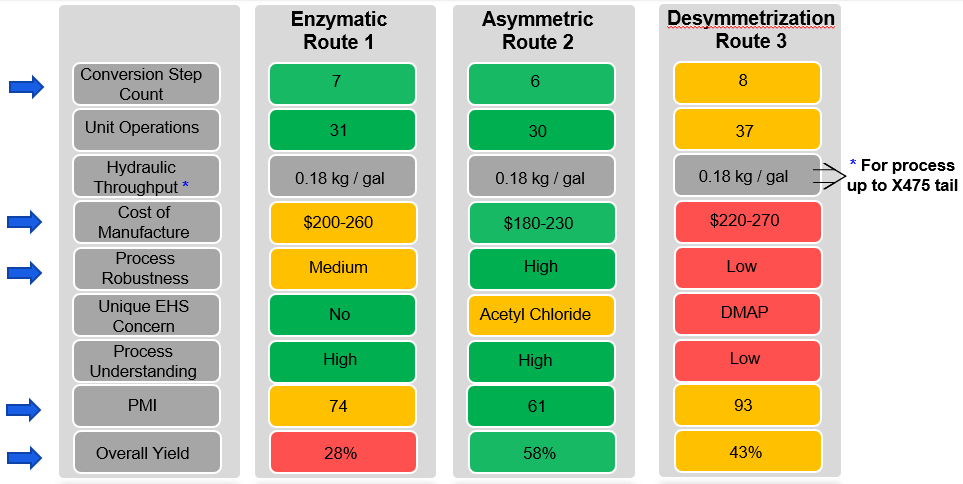 Enzymatic
Route 1
Asymmetric
Route 2
Desymmetrization
Route 3
Conversion Step
Count
7
6
8
Unit Operations
31
30
37
Hydraulic
Throughput *
0.18 kg / gal
0.18 kg / gal
0.18 kg / gal
* For process
up to X475 tail
Cost of
Manufacture
$200-260
$180-230
$220-270
Process
Robustness
Medium
High
Low
Unique EHS
Concern
No
Acetyl Chloride
DMAP
Process
Understanding
High
High
Low
PMI
74
61
93
Overall Yield
28%
58%
43%